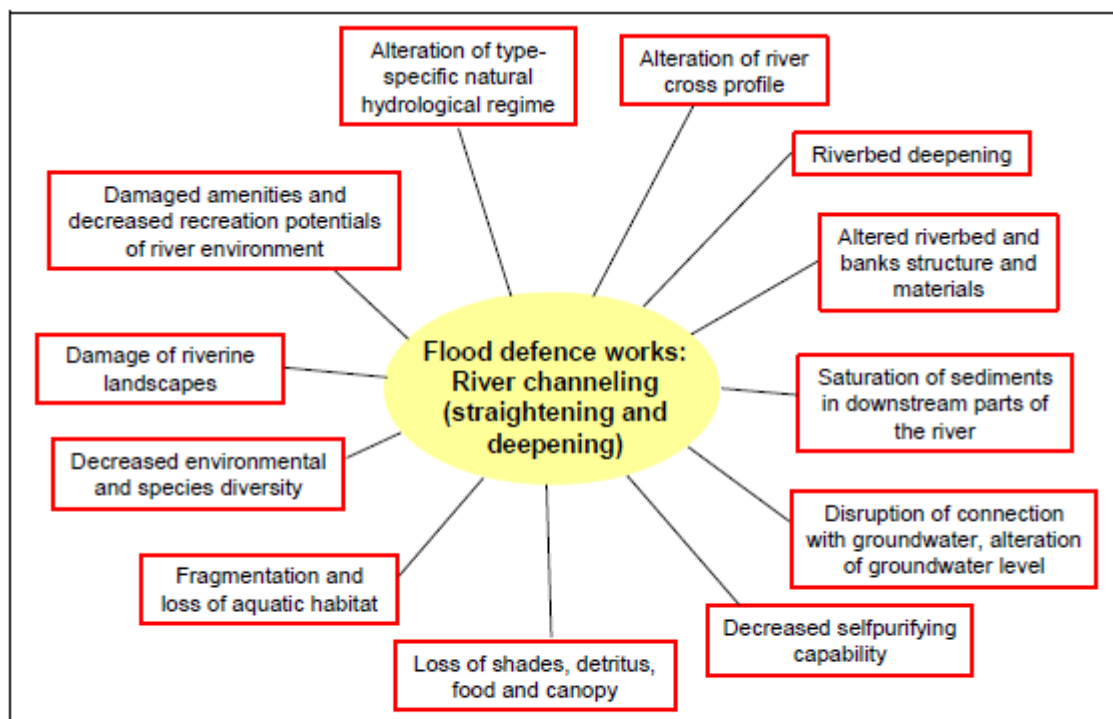 Alteration of type-
specific natural
hydrological regime
Alteration of river
cross profile
Riverbed deepening
Damaged amenities and
decreased recreation potentials
of river environment
Altered riverbed and
banks structure and
materials
Flood defence works:
River channeling
(straightening and
deepening)
Damage of riverine
landscapes
Saturation of sediments
in downstream parts of
the river
Decreased environmental
and species diversity
Disruption of connection
with groundwater, alteration
of groundwater level
Fragmentation and
loss of aquatic habitat
Decreased selfpurifying
capability
Loss of shades, detritus,
food and canopy